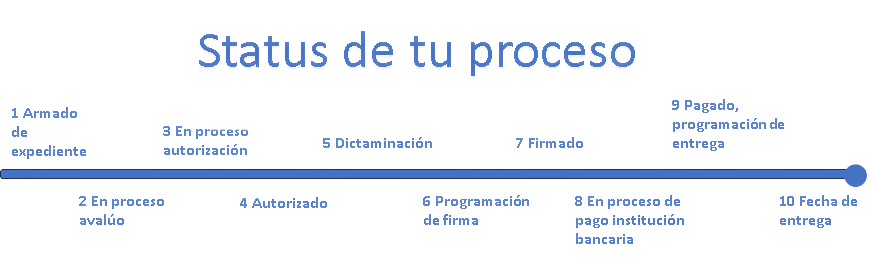 Status de tu proceso
1 Armado
de
expediente
2 En proceso
avalúo
3 En proceso
autorización
4 Autorizado
5 Dictaminación
6 Programación
de firma
7 Firmado
8 En proceso de
pago institución
bancaria
9 Pagado,
programación de
entrega
10 Fecha de
entrega